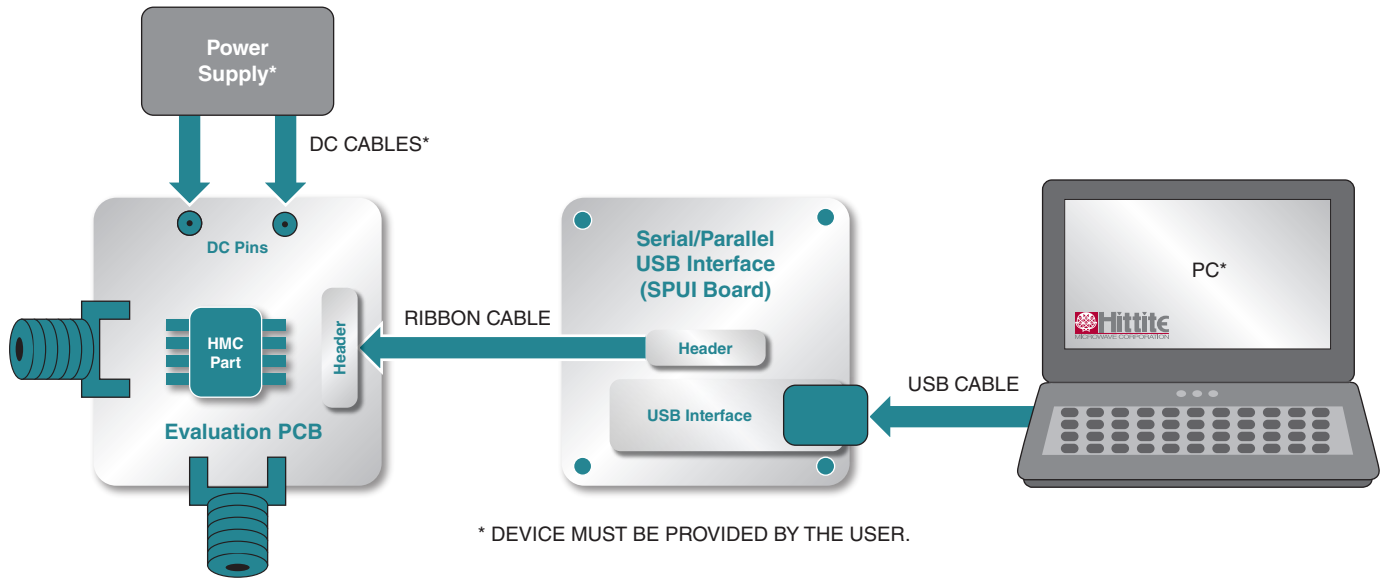 Power
Supply*
DC CABLES*
DC Pins
HMC
Part
Header
Evaluation PCB
RIBBON CABLE
Serial/Parallel
USB Interface
(SPUI Board)
Header
USB Interface
USB CABLE
PC*
Hittite
MICROWAVE CORPORATION
* DEVICE MUST BE PROVIDED BY THE USER.